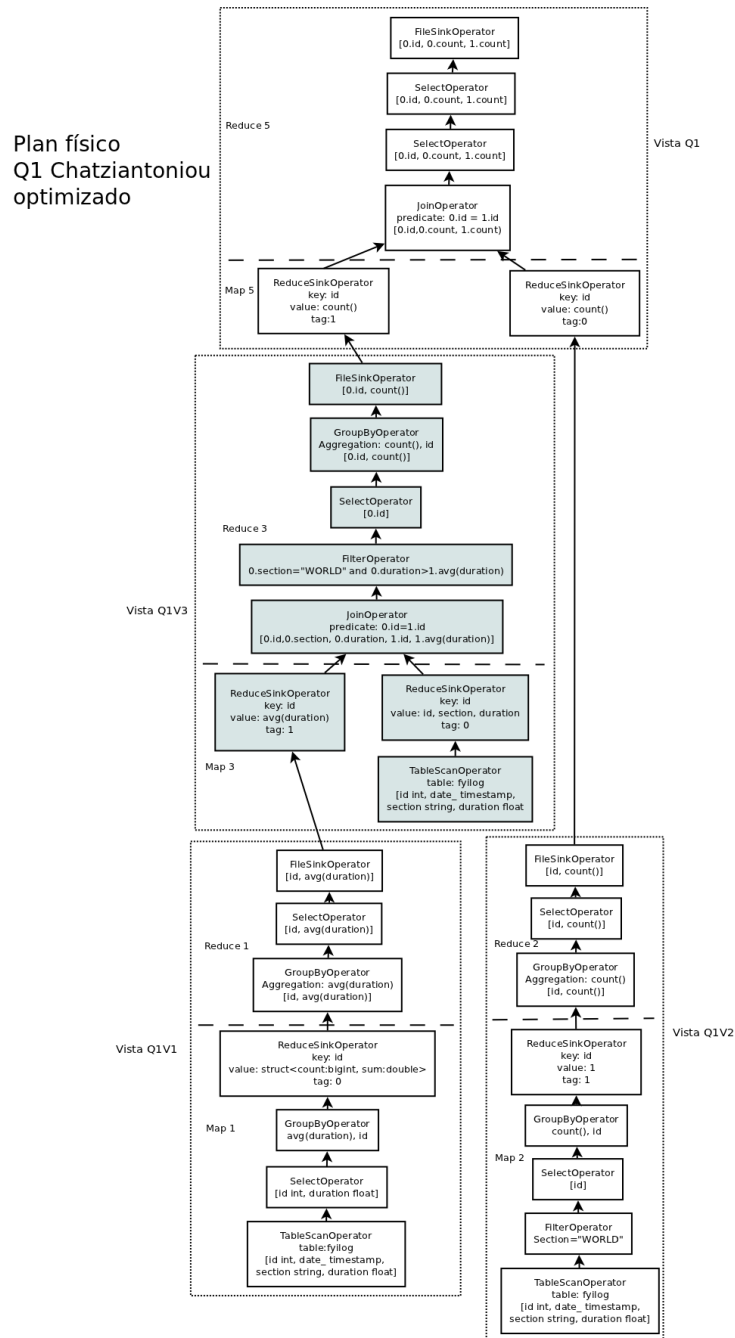 Plan físico
Q1 Chatziantoniou
optimizado
FileSinkOperator
[0.id, 0.count, 1.count]
SelectOperator
[0.id, 0.count, 1.count]
Reduce 5
SelectOperator
[0.id, 0.count, 1.count]
Vista Q1
JoinOperator
predicate: 0.id = 1.id
[0.id,0.count, 1.count)
Map 5
ReduceSinkOperator
key: id
value: count()
tag:1
ReduceSinkOperator
key: id
value: count()
tag:0
FileSinkOperator
[0.id, count()]
GroupByOperator
Aggregation: count(), id
[0.id, count()]
SelectOperator
[0.id]
Reduce 3
FilterOperator
0.section="WORLD" and 0.duration>1.avg(duration)
Vista Q1V3
JoinOperator
predicate: 0.id=1.id
[0.id,0.section, 0.duration, 1.id, 1.avg(duration)]
ReduceSinkOperator
key: id
value: avg(duration)
tag: 1
ReduceSinkOperator
key: id
value: id, section, duration
tag: 0
Map 3
TableScanOperator
table: fyilog
[id int, date_ timestamp,
section string, duration float
FileSinkOperator
[id, avg(duration)]
SelectOperator
[id, avg(duration)]
Reduce 1
GroupByOperator
Aggregation: avg(duration)
[id, avg(duration)]
Vista Q1V1
ReduceSinkOperator
key: id
value: struct<count:bigint, sum:double>
tag: 0
Map 1
GroupByOperator
avg(duration), id
SelectOperator
[id int, duration float]
TableScanOperator
table:fyilog
[id int, date_ timestamp,
section string, duration float]
FileSinkOperator
[id, count()]
SelectOperator
[id, count()]
Reduce 2
GroupByOperator
Aggregation: count()
[id, count()]
Vista Q1V2
ReduceSinkOperator
key: id
value: 1
tag: 1
GroupByOperator
count(), id
Map 2
SelectOperator
[id]
FilterOperator
Section="WORLD"
TableScanOperator
table: fyilog
[id int, date_ timestamp,
section string, duration float]